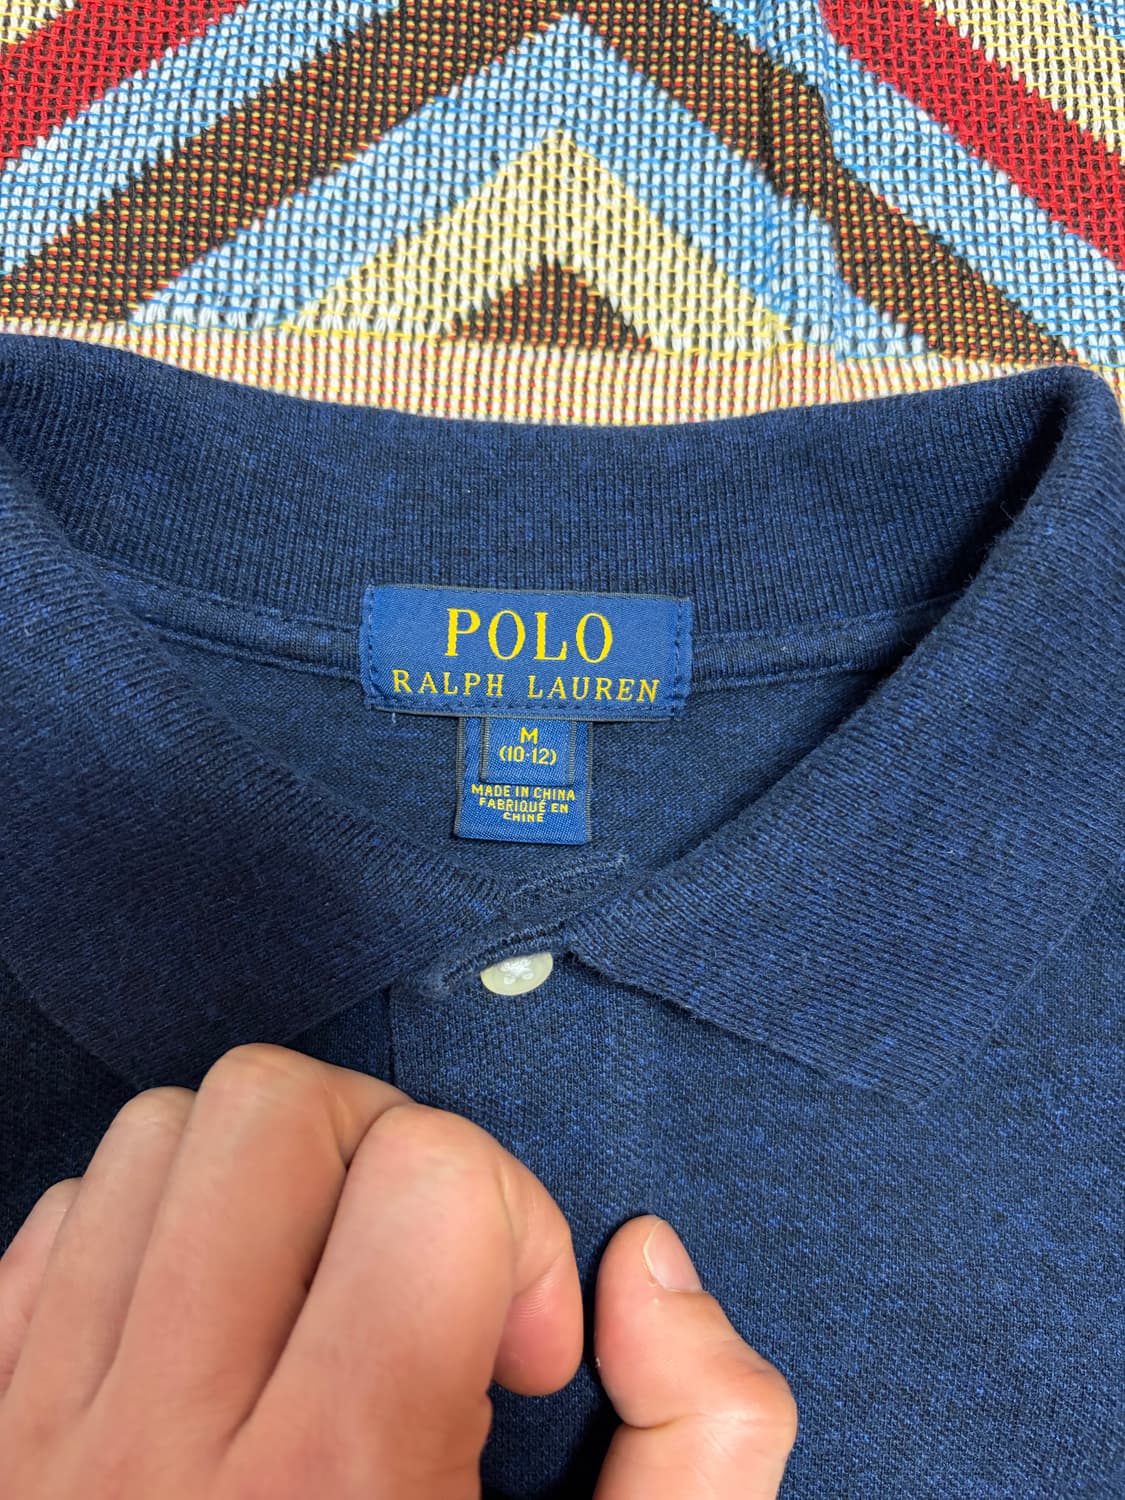 POLO
RALPH LAUREN
M
(10-12)
MADE IN CHINA
FABRIQUÉ EN
CHINE